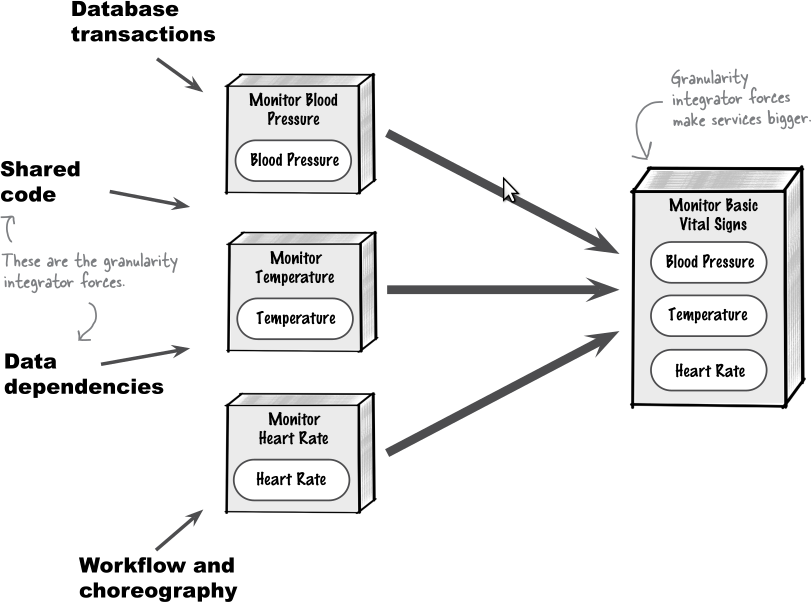 Database
transactions
Shared
code
These are the granularity
integrator forces.
Data
dependencies
Workflow and
choreography
Monitor Blood
Pressure
Blood Pressure
Monitor
Temperature
Temperature
Monitor
Heart Rate
Heart Rate
Granularity
integrator forces
make services bigger.
Monitor Basic
Vital Signs
Blood Pressure
Temperature
Heart Rate